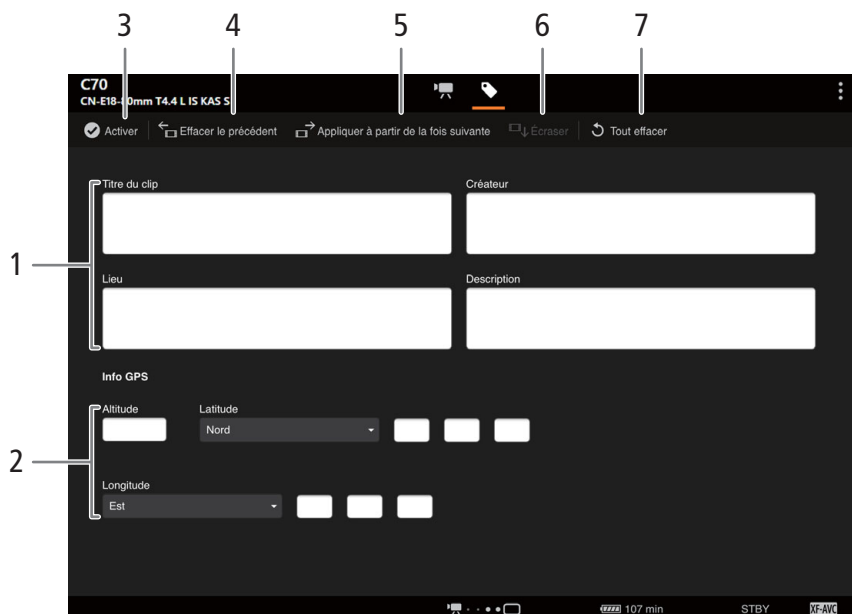 3 4 5 6 7
C70
CN-E18-80mm T4.4 L IS KAS S
Activer Effacer le précédent Appliquer à partir de la fois suivante Écraser Tout effacer
Titre du clip Créateur
1
Lieu Description
Info GPS
Altitude Latitude
Nord
2
Longitude
Est
107 min STBY XF-AVC